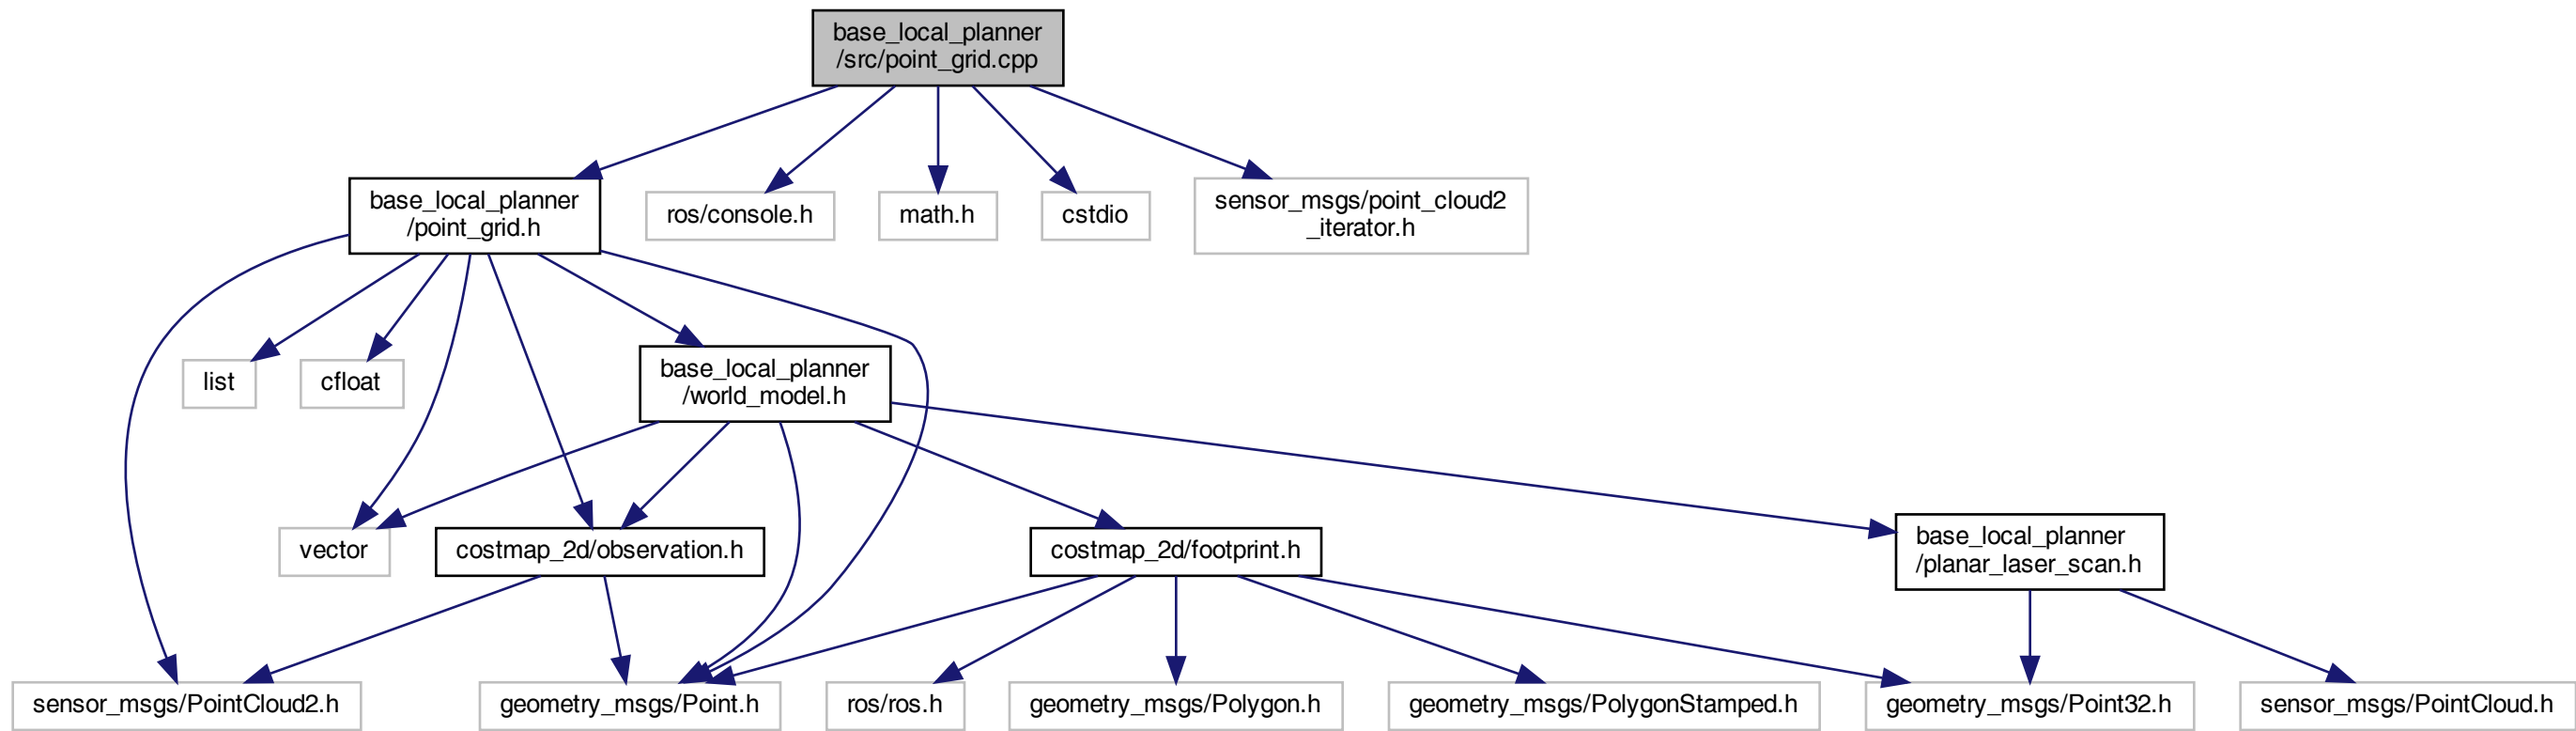 base_local_planner
/src/point_grid.cpp
base_local_planner
/point_grid.h
ros/console.h
math.h
cstdio
sensor_msgs/point_cloud2
_iterator.h
list
cfloat
base_local_planner
/world_model.h
vector
costmap_2d/observation.h
costmap_2d/footprint.h
base_local_planner
/planar_laser_scan.h
sensor_msgs/PointCloud2.h
geometry_msgs/Point.h
ros/ros.h
geometry_msgs/Polygon.h
geometry_msgs/PolygonStamped.h
geometry_msgs/Point32.h
sensor_msgs/PointCloud.h